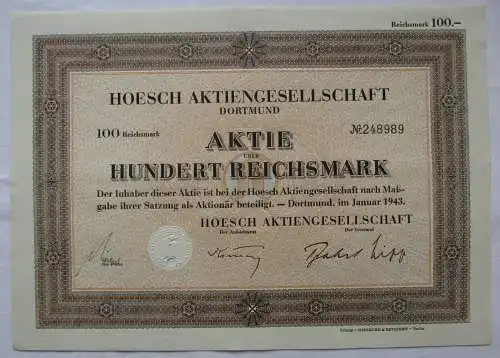 Reichsmark 100.—
HOESCH AKTIENGESELLSCHAFT
DORTMUND
100 Reichsmark
AKTIE
№ 248989
ÜBER
HUNDERT REICHSMARK
Der Inhaber dieser Aktie ist bei der Hoesch Aktiengesellschaft nach Maß-
gabe ihrer Satzung als Aktionär beteiligt. — Dortmund, im Januar 1943.
HOESCH AKTIENGESELLSCHAFT
Der Aufsichtsrat
Der Vorstand